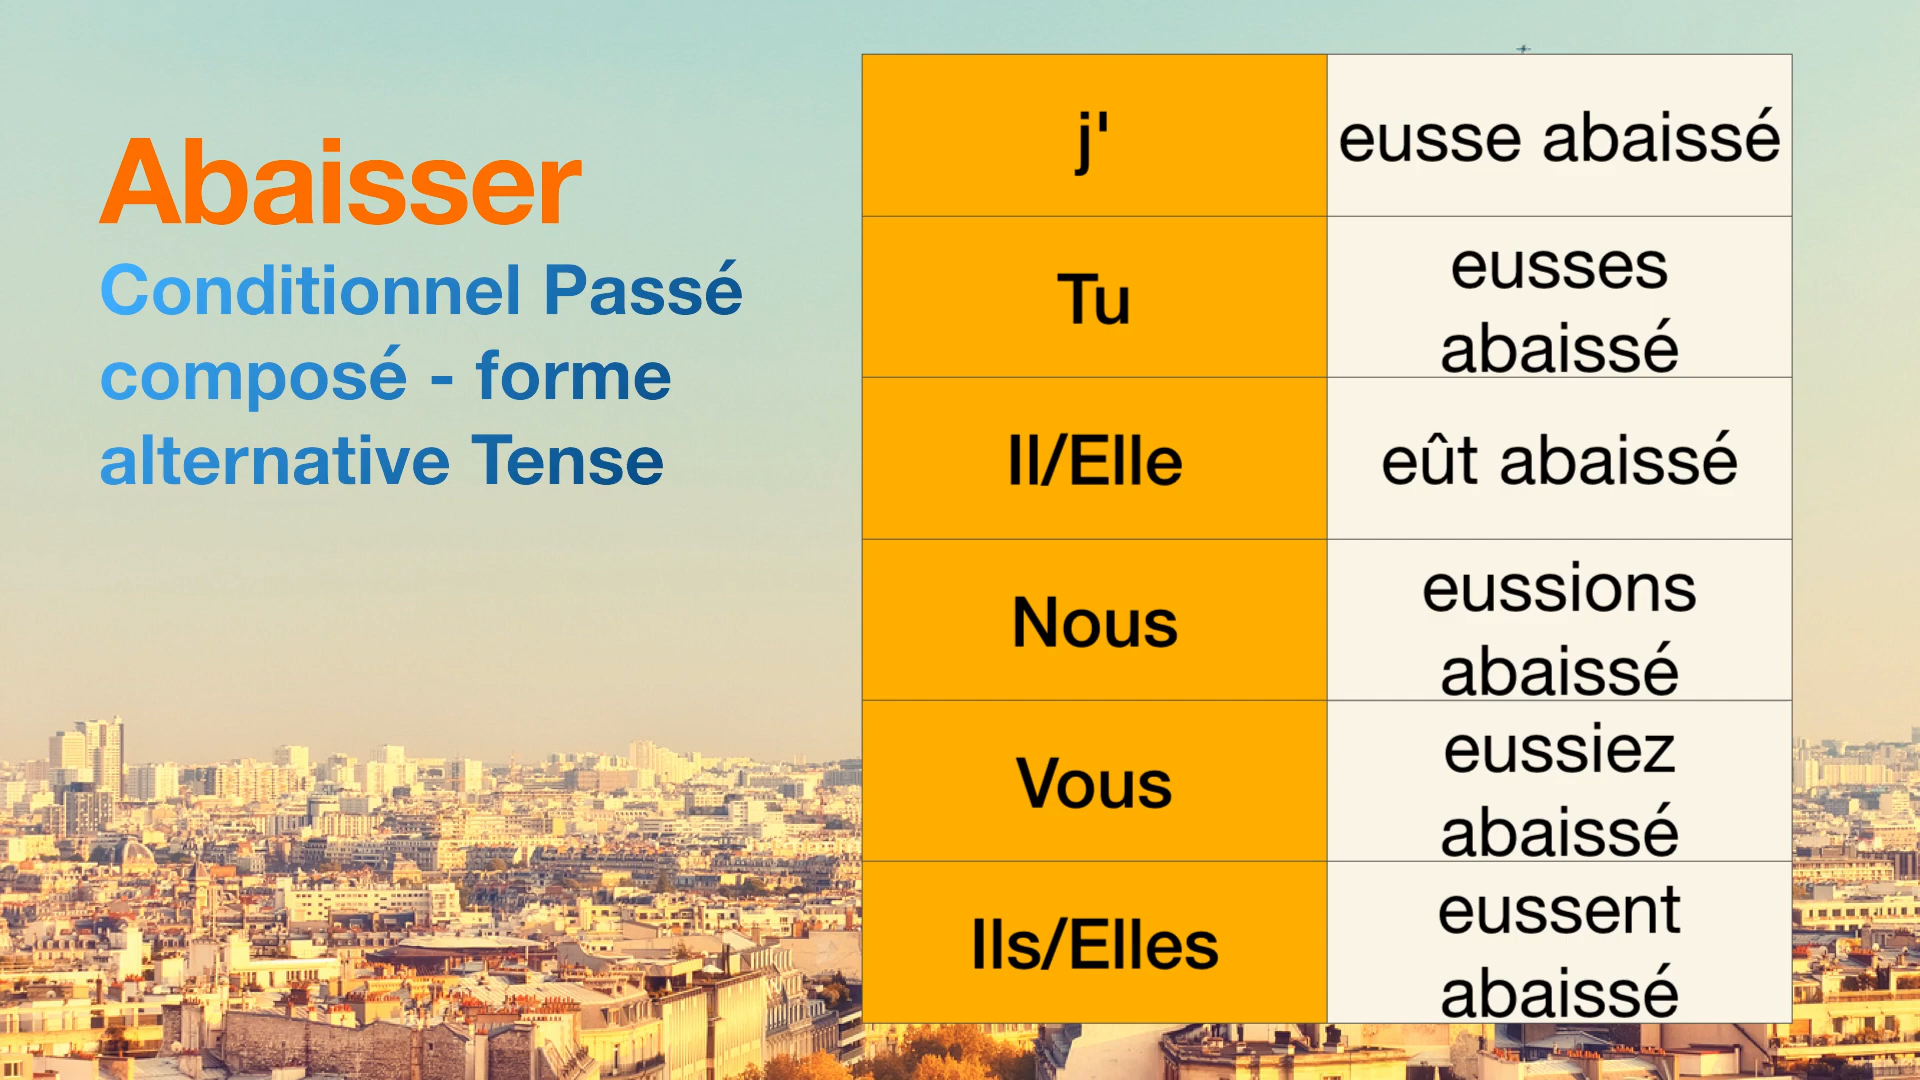 Abaisser
Conditionnel Passé
composé - forme
alternative Tense
j' eusse abaissé
Tu eusses
abaissé
Il/Elle eût abaissé
Nous eussions
abaissé
Vous eussiez
abaissé
Ils/Elles eussent
abaissé